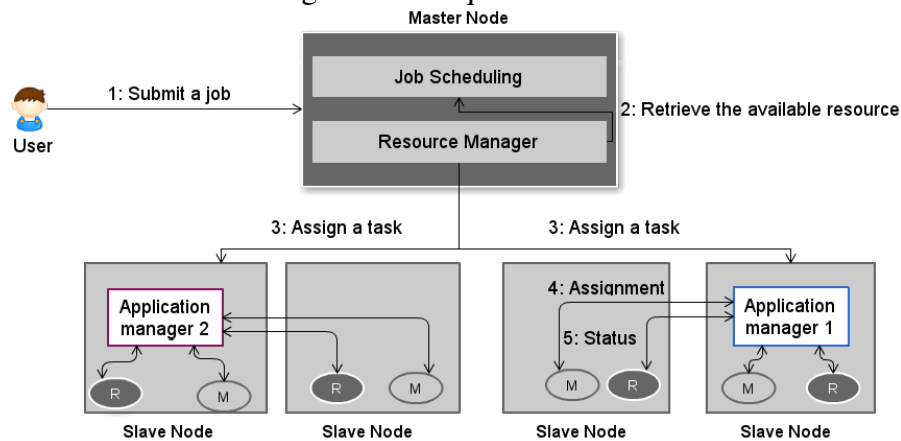 Master Node
Job Scheduling
1: Submit a job
2: Retrieve the available resource
User
Resource Manager
3: Assign a task
3: Assign a task
Application
manager 2
4: Assignment
Application
manager 1
5: Status
R
M
R
M
M
R
M
R
Slave Node
Slave Node
Slave Node
Slave Node